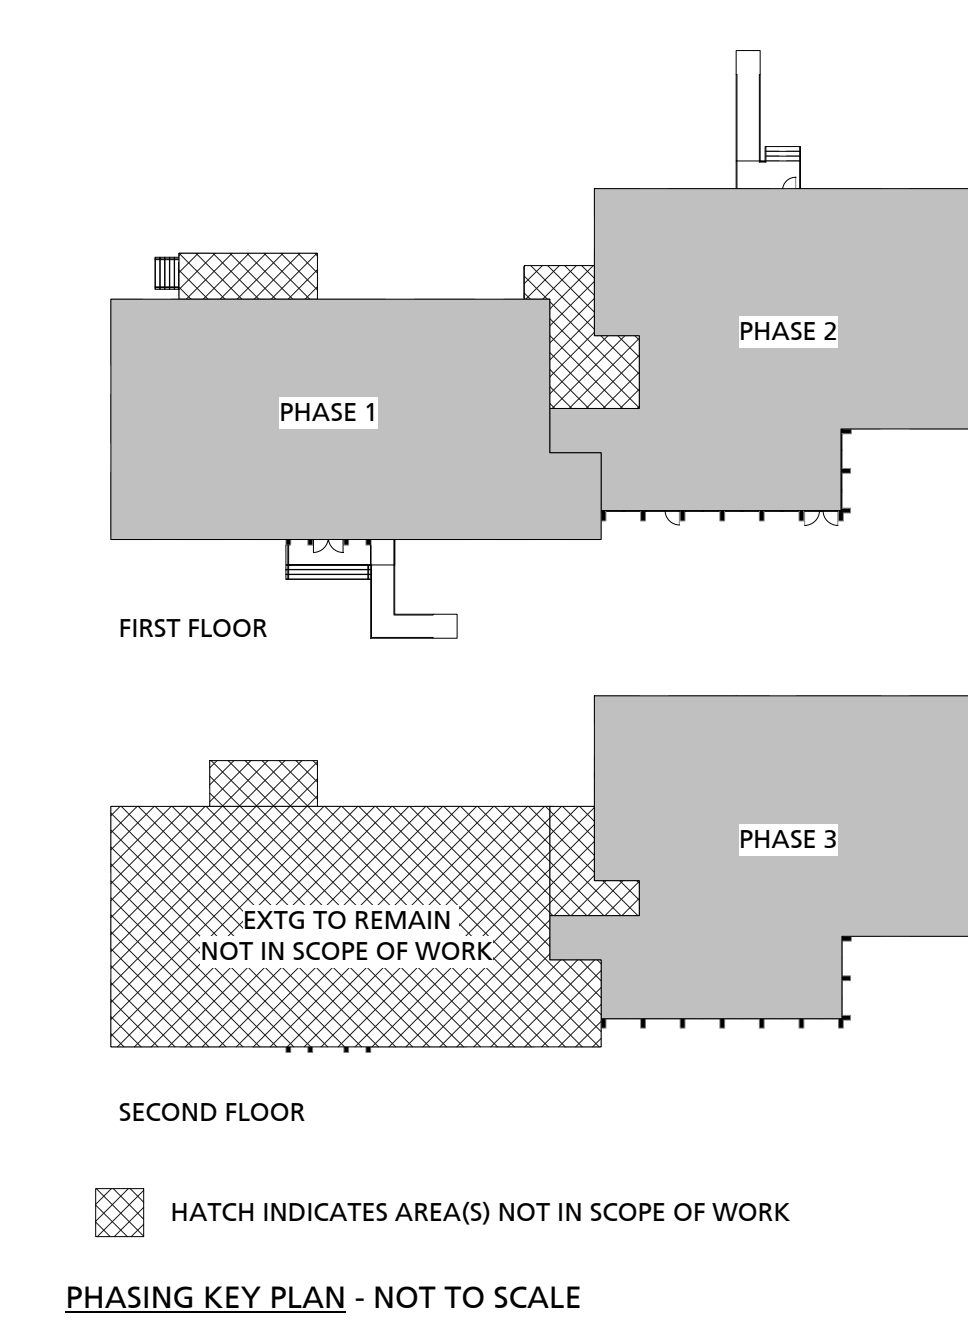 PHASE 2
PHASE 1
FIRST FLOOR
PHASE 3
EXTG TO REMAIN
NOT IN SCOPE OF WORK
SECOND FLOOR
HATCH INDICATES AREA(S) NOT IN SCOPE OF WORK
PHASING KEY PLAN - NOT TO SCALE